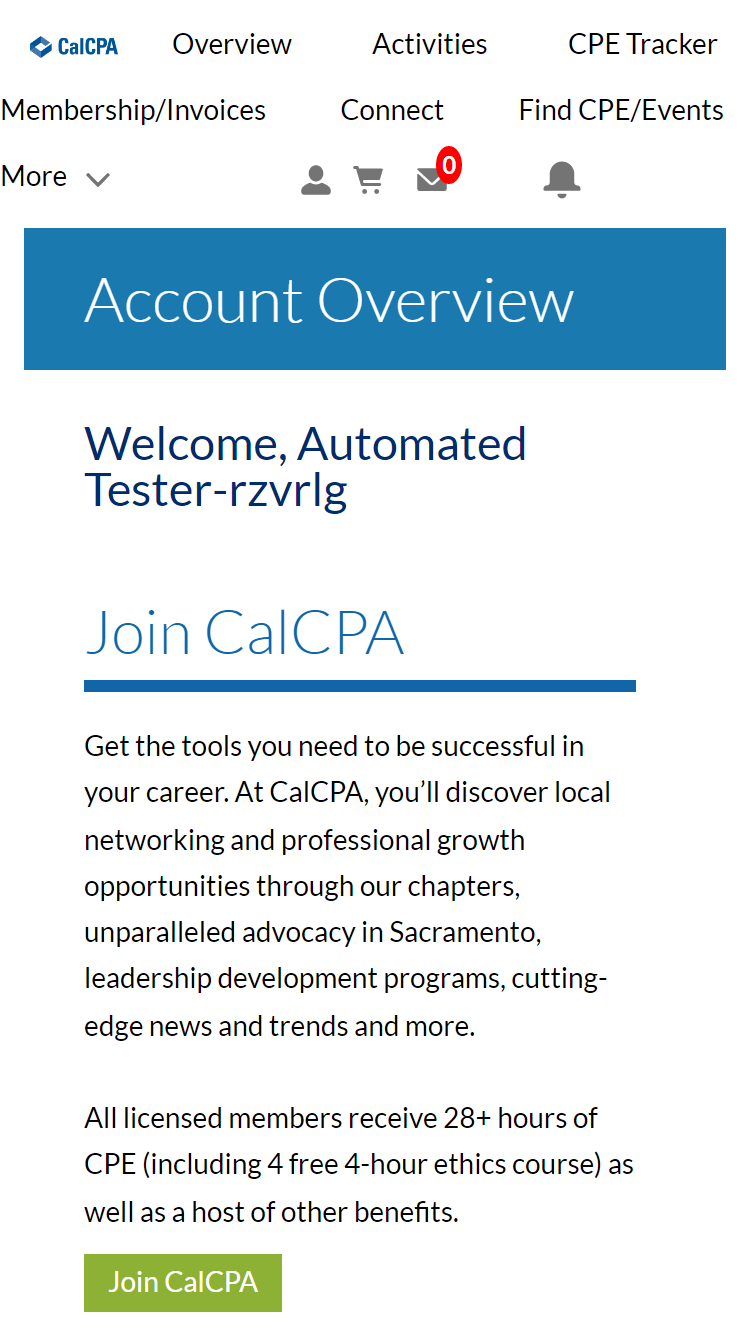 CalCPA Overview Activities CPE Tracker
Membership/Invoices Connect Find CPE/Events
More 0
Account Overview
Welcome, Automated
Tester-rzvrlg
Join CalCPA
Get the tools you need to be successful in
your career. At CalCPA, you’ll discover local
networking and professional growth
opportunities through our chapters,
unparalleled advocacy in Sacramento,
leadership development programs, cutting-
edge news and trends and more.
All licensed members receive 28+ hours of
CPE (including 4 free 4-hour ethics course) as
well as a host of other benefits.
Join CalCPA